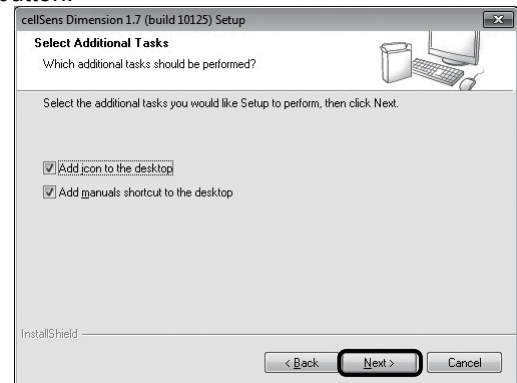 button.
cellSens Dimension 1.7 (build 10125) Setup
Select Additional Tasks
Which additional tasks should be performed?
Select the additional tasks you would like Setup to perform, then click Next.
Add icon to the desktop
Add manuals shortcut to the desktop
InstallShield
< Back Next > Cancel